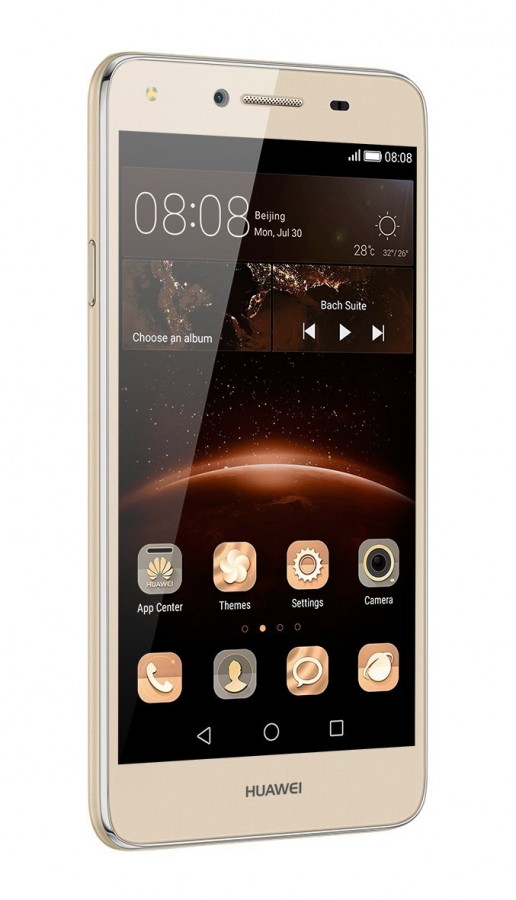 08:08
08:08
Beijing
Mon, Jul 30
28°C 32°/26°
Choose an album
Bach Suite
HUAWEI
App Center
Themes
Settings
Camera
HUAWEI